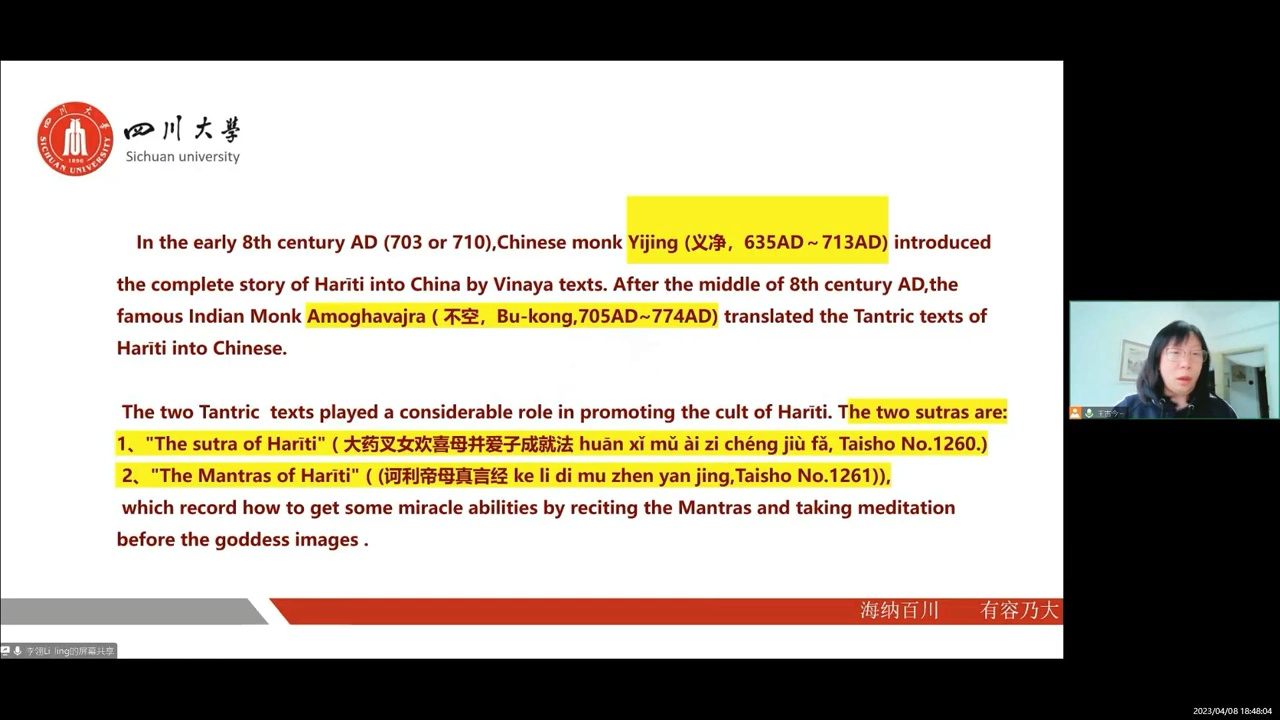 四川大學
Sichuan university
四川大學
SICHUAN UNIVERSITY
1896
In the early 8th century AD (703 or 710),Chinese monk Yijing (义净，635AD～713AD) introduced
the complete story of Harīti into China by Vinaya texts. After the middle of 8th century AD,the
famous Indian Monk Amoghavajra ( 不空，Bu-kong,705AD~774AD) translated the Tantric texts of
Harīti into Chinese.
The two Tantric texts played a considerable role in promoting the cult of Harīti. The two sutras are:
1、"The sutra of Harīti" ( 大药叉女欢喜母并爱子成就法 huān xǐ mǔ ài zi chéng jiù fǎ, Taisho No.1260.)
2、"The Mantras of Harīti" ( (诃利帝母真言经 ke li di mu zhen yan jing,Taisho No.1261)),
which record how to get some miracle abilities by reciting the Mantras and taking meditation
before the goddess images .
海纳百川 有容乃大
李翎Li ling的屏幕共享
2023/04/08 18:48:04